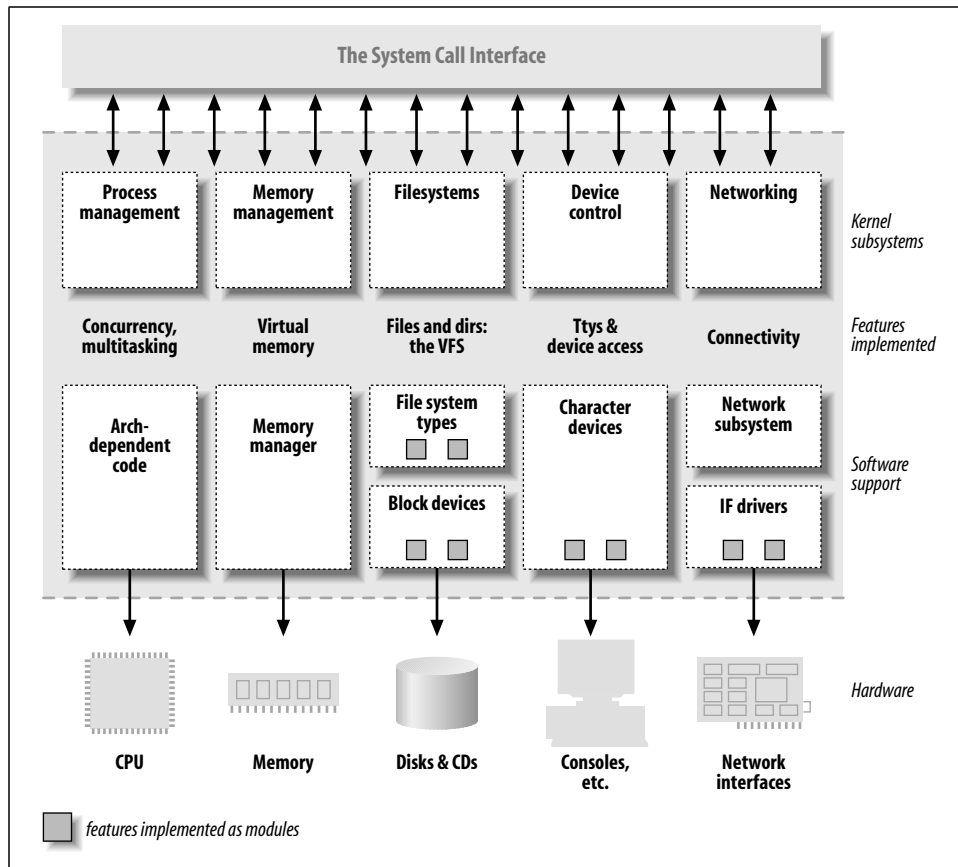 The System Call Interface
Process
management
Memory
management
Filesystems
Device
control
Networking
Kernel
subsystems
Concurrency,
multitasking
Virtual
memory
Files and dirs:
the VFS
Ttys &
device access
Connectivity
Features
implemented
Arch-
dependent
code
Memory
manager
File system
types
Block devices
Character
devices
Network
subsystem
IF drivers
Software
support
Hardware
CPU
Memory
Disks & CDs
Consoles,
etc.
Network
interfaces
features implemented as modules